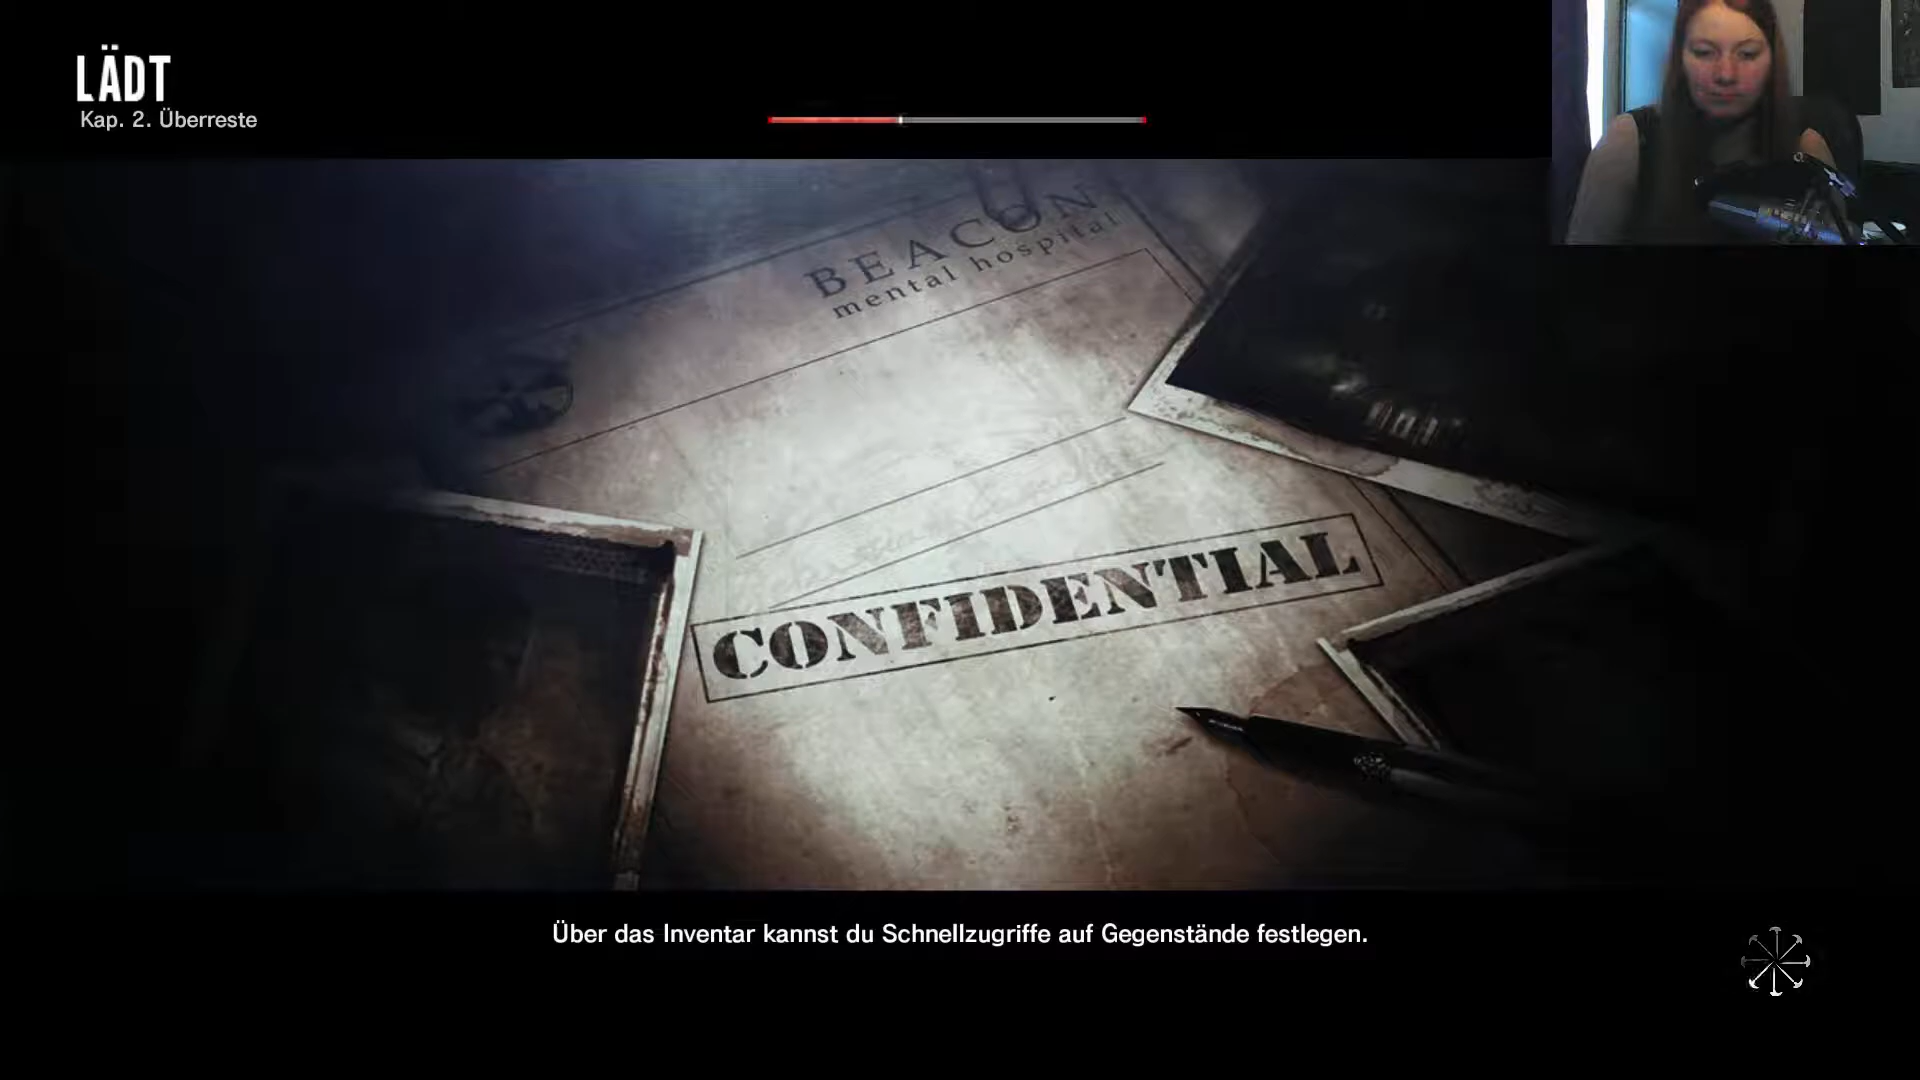 LÄDT
Kap. 2. Überreste
BEACON
mental hospital
CONFIDENTIAL
Über das Inventar kannst du Schnellzugriffe auf Gegenstände festlegen.